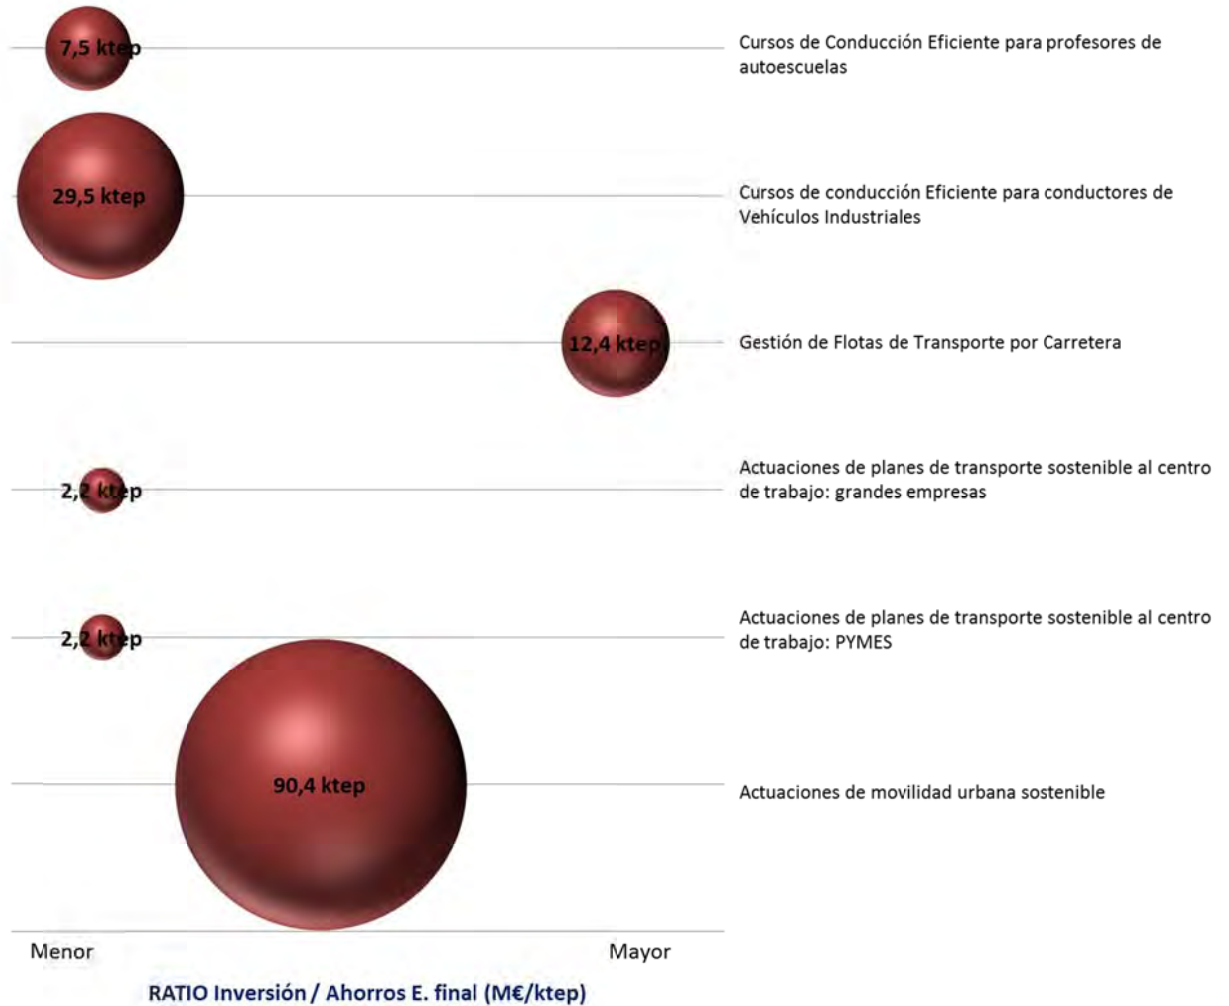 7,5 ktep
Cursos de Conducción Eficiente para profesores de
autoescuelas
29,5 ktep
Cursos de conducción Eficiente para conductores de
Vehículos Industriales
12,4 ktep
Gestión de Flotas de Transporte por Carretera
2,2 ktep
Actuaciones de planes de transporte sostenible al centro
de trabajo: grandes empresas
2,2 ktep
Actuaciones de planes de transporte sostenible al centro
de trabajo: PYMES
90,4 ktep
Actuaciones de movilidad urbana sostenible
Menor
Mayor
RATIO Inversión / Ahorros E. final (M€/ktep)